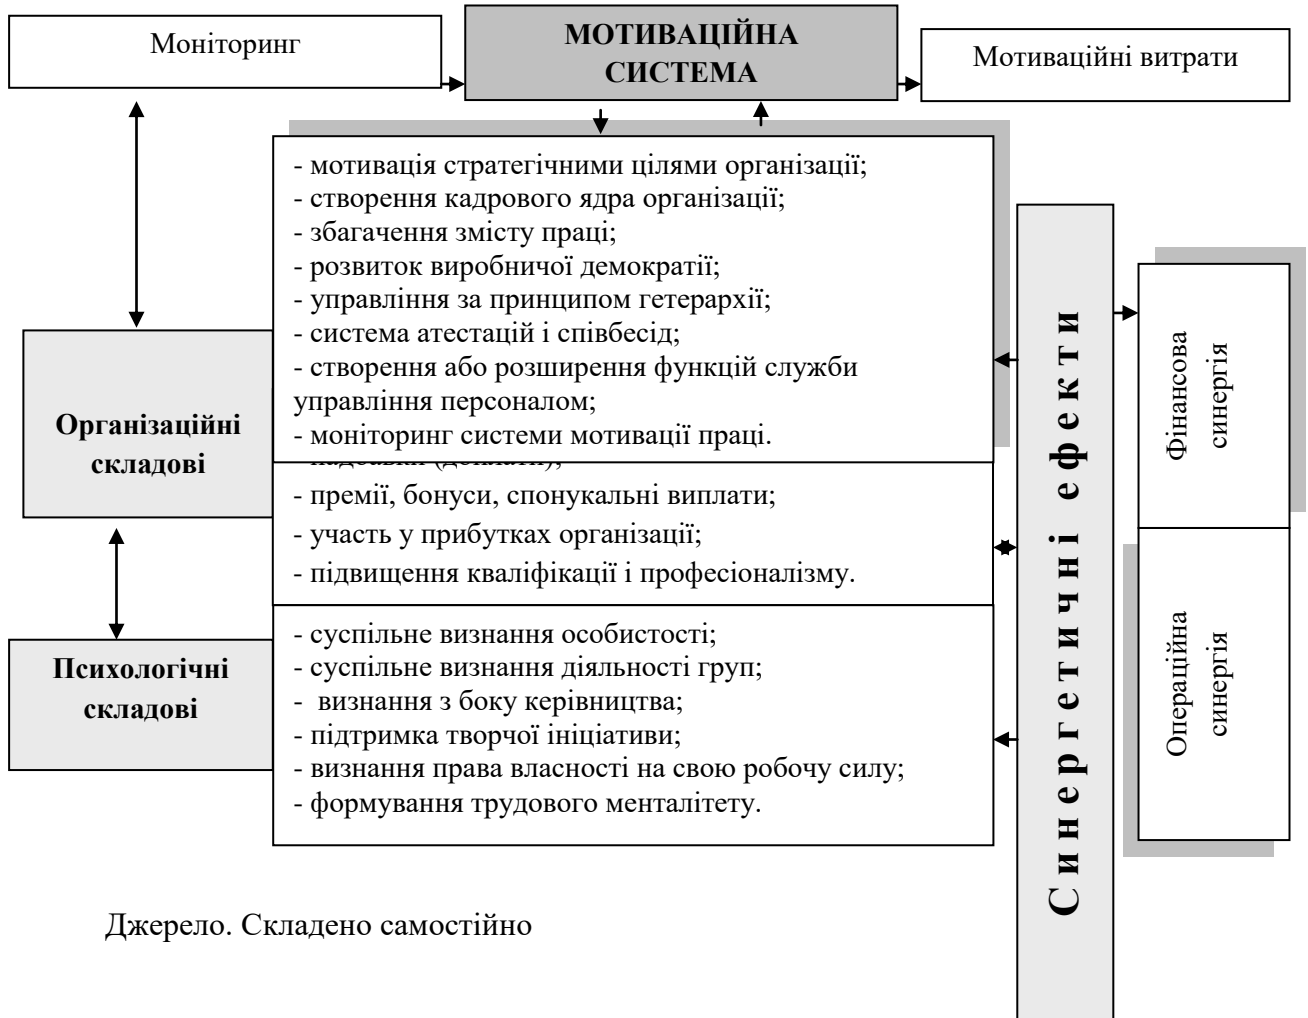 Моніторинг
МОТИВАЦІЙНА
СИСТЕМА
Мотиваційні витрати
- мотивація стратегічними цілями організації;
- створення кадрового ядра організації;
- збагачення змісту праці;
- розвиток виробничої демократії;
- управління за принципом гетерархії;
- система атестацій і співбесід;
- створення або розширення функцій служби
управління персоналом;
- моніторинг системи мотивації праці.
Організаційні
складові
- премії, бонуси, спонукальні виплати;
- участь у прибутках організації;
- підвищення кваліфікації і професіоналізму.
Психологічні
складові
- суспільне визнання особистості;
- суспільне визнання діяльності груп;
- визнання з боку керівництва;
- підтримка творчої ініціативи;
- визнання права власності на свою робочу силу;
- формування трудового менталітету.
Синергетичні ефекти
Фінансова
синергія
Операційна
синергія
Джерело. Складено самостійно